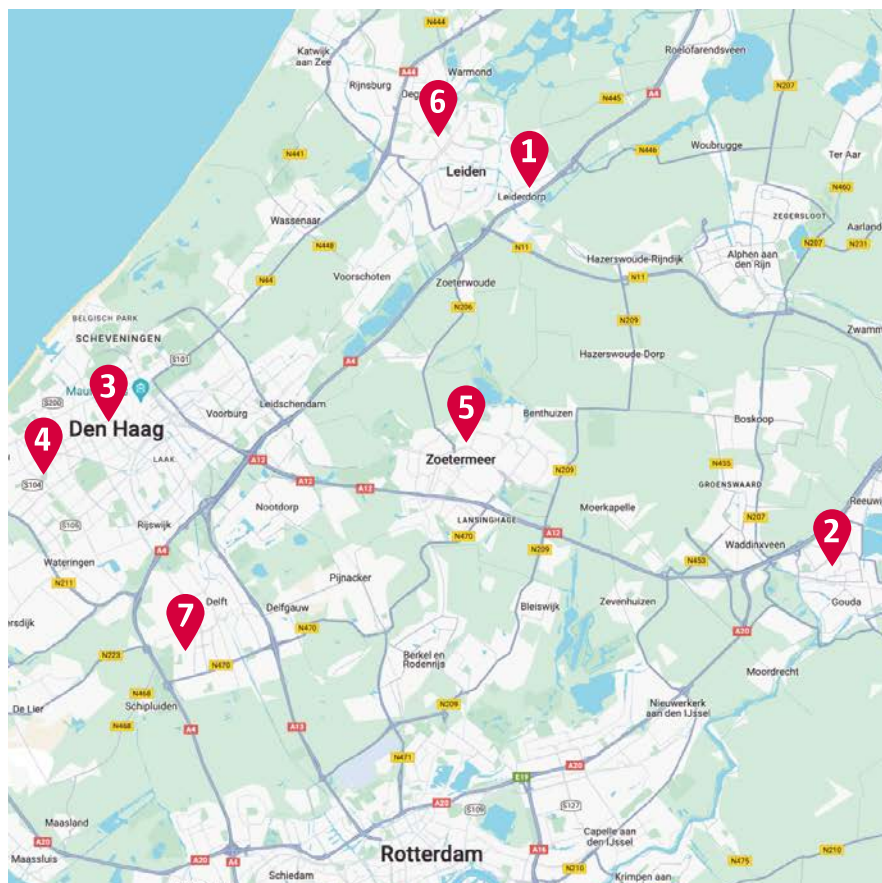 N444
Katwijk
aan Zee
Roelofarendsveen
Rijnsburg
A44
Warmond
Deg
6
N445
A4
N207
N441
1
N446
Woubrugge
Ter Aar
Leiden
Leiderdorp
N460
Wassenaar
ZEGERSLOOT
Aarland
N448
N11
N207
N231
N44
Voorschoten
Zoeterwoude
Hazerswoude-Rijndijk
Alphen aan
den Rijn
N11
N206
BELGISCH PARK
N209
SCHEVENINGEN
Zwamm
S101
A4
Hazerswoude-Dorp
3
Mau
S200
Leidschendam
Voorburg
5
Benthuizen
Boskoop
Den Haag
4
LAAK
A12
Zoetermeer
N209
N455
S104
A12
A12
GROENSWAARD
Reeuwi
Nootdorp
Moerkapelle
S106
Rijswijk
LANSINGHAGE
N207
2
A4
N470
A12
Waddinxveen
Wateringen
N209
N453
N211
Pijnacker
7
Delft
Delfgauw
Bleiswijk
Zevenhuizen
Gouda
ersdijk
N470
A20
N223
N470
Berkel en
Rodenrijs
Moordrecht
N468
De Lier
Schipluiden
N209
Nieuwerkerk
aan den IJssel
N468
A4
A13
N471
A20
E19
A20
S109
S127
Maasland
Capelle aan
den IJssel
A20
N210
Maassluis
A20
A4
Rotterdam
A16
N475
Schiedam
N210
Krimpen aan